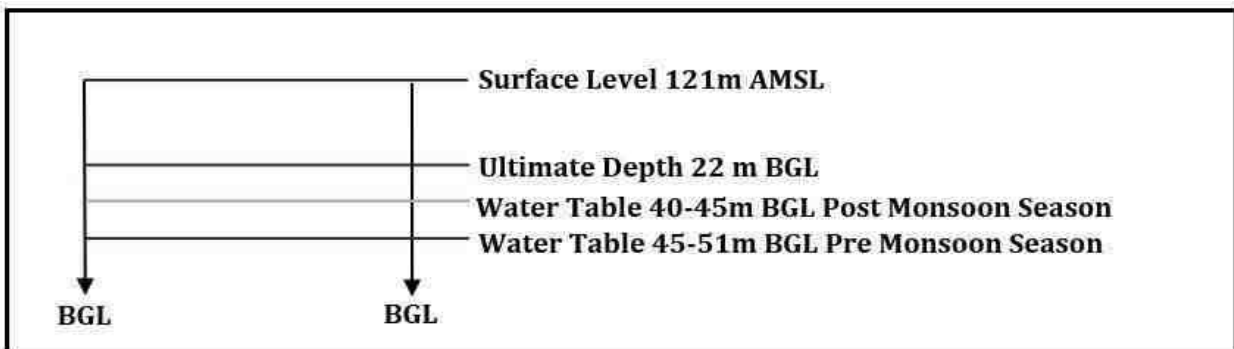 Surface Level 121m AMSL
Ultimate Depth 22 m BGL
Water Table 40-45m BGL Post Monsoon Season
Water Table 45-51m BGL Pre Monsoon Season
BGL BGL